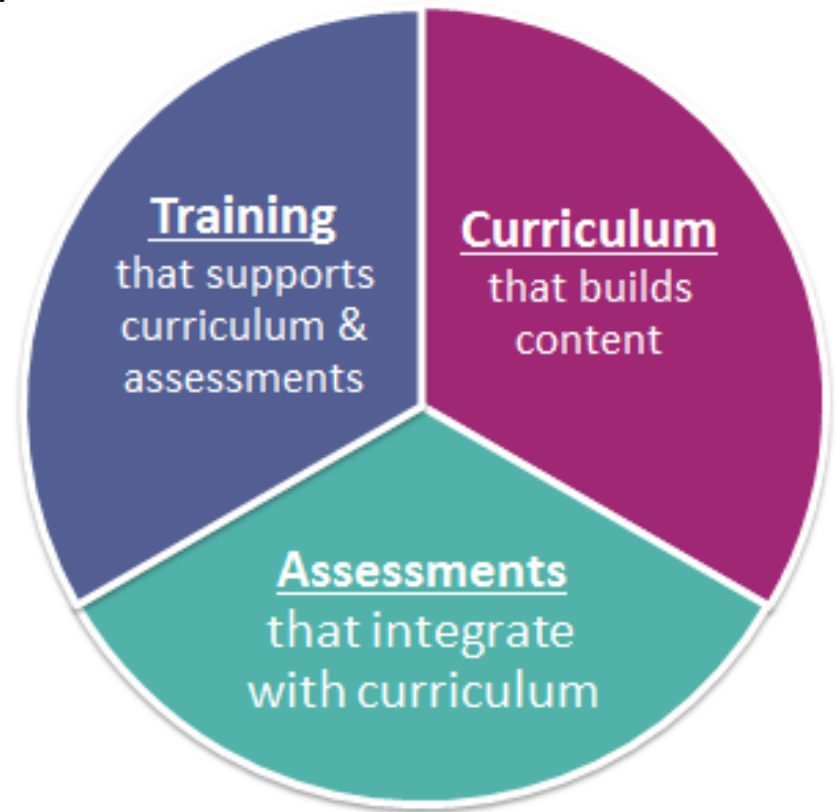 Training
that supports
curriculum &
assessments
Curriculum
that builds
content
Assessments
that integrate
with curriculum